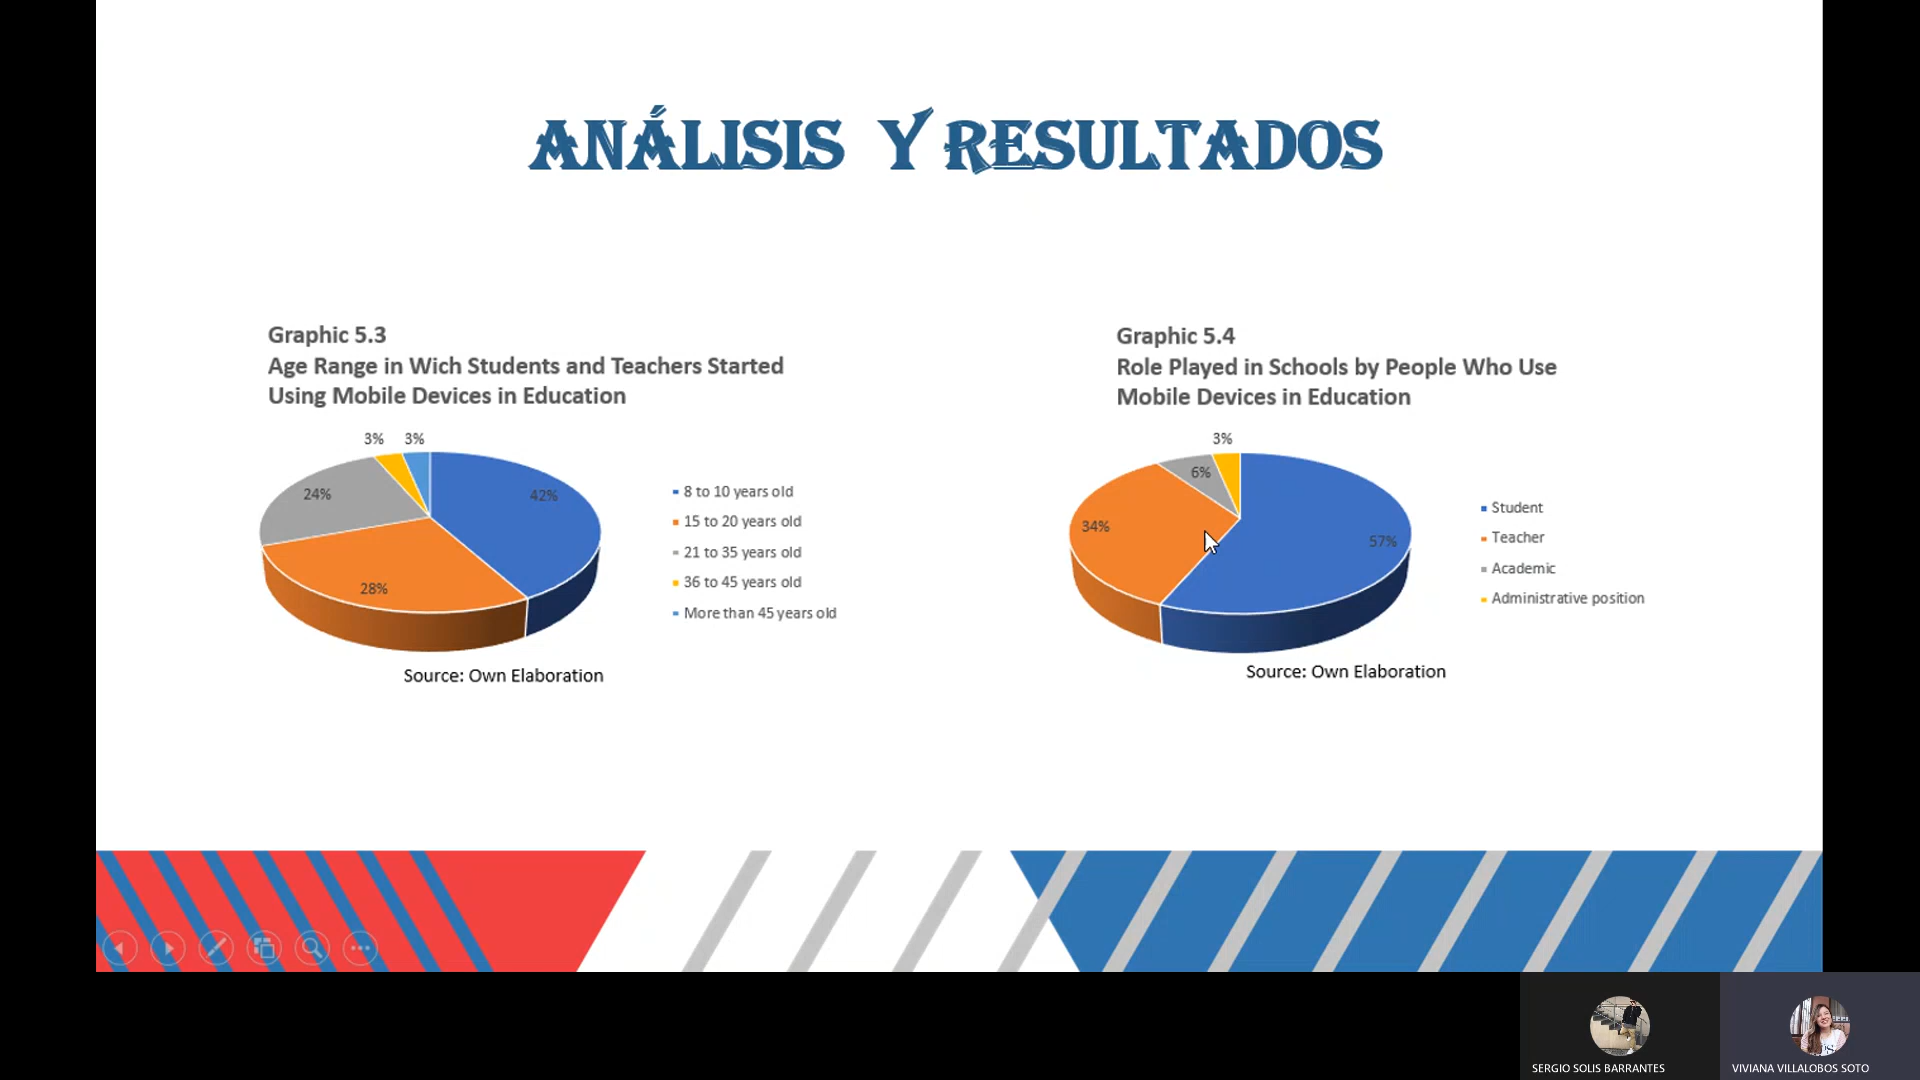 ANÁLISIS Y RESULTADOS
Graphic 5.3
Age Range in Wich Students and Teachers Started
Using Mobile Devices in Education
3% 3%
24%
42%
28%
8 to 10 years old
15 to 20 years old
21 to 35 years old
36 to 45 years old
More than 45 years old
Source: Own Elaboration
Graphic 5.4
Role Played in Schools by People Who Use
Mobile Devices in Education
3%
6%
34%
57%
Student
Teacher
Academic
Administrative position
Source: Own Elaboration
SERGIO SOLIS BARRANTES
VIVIANA VILLALOBOS SOTO